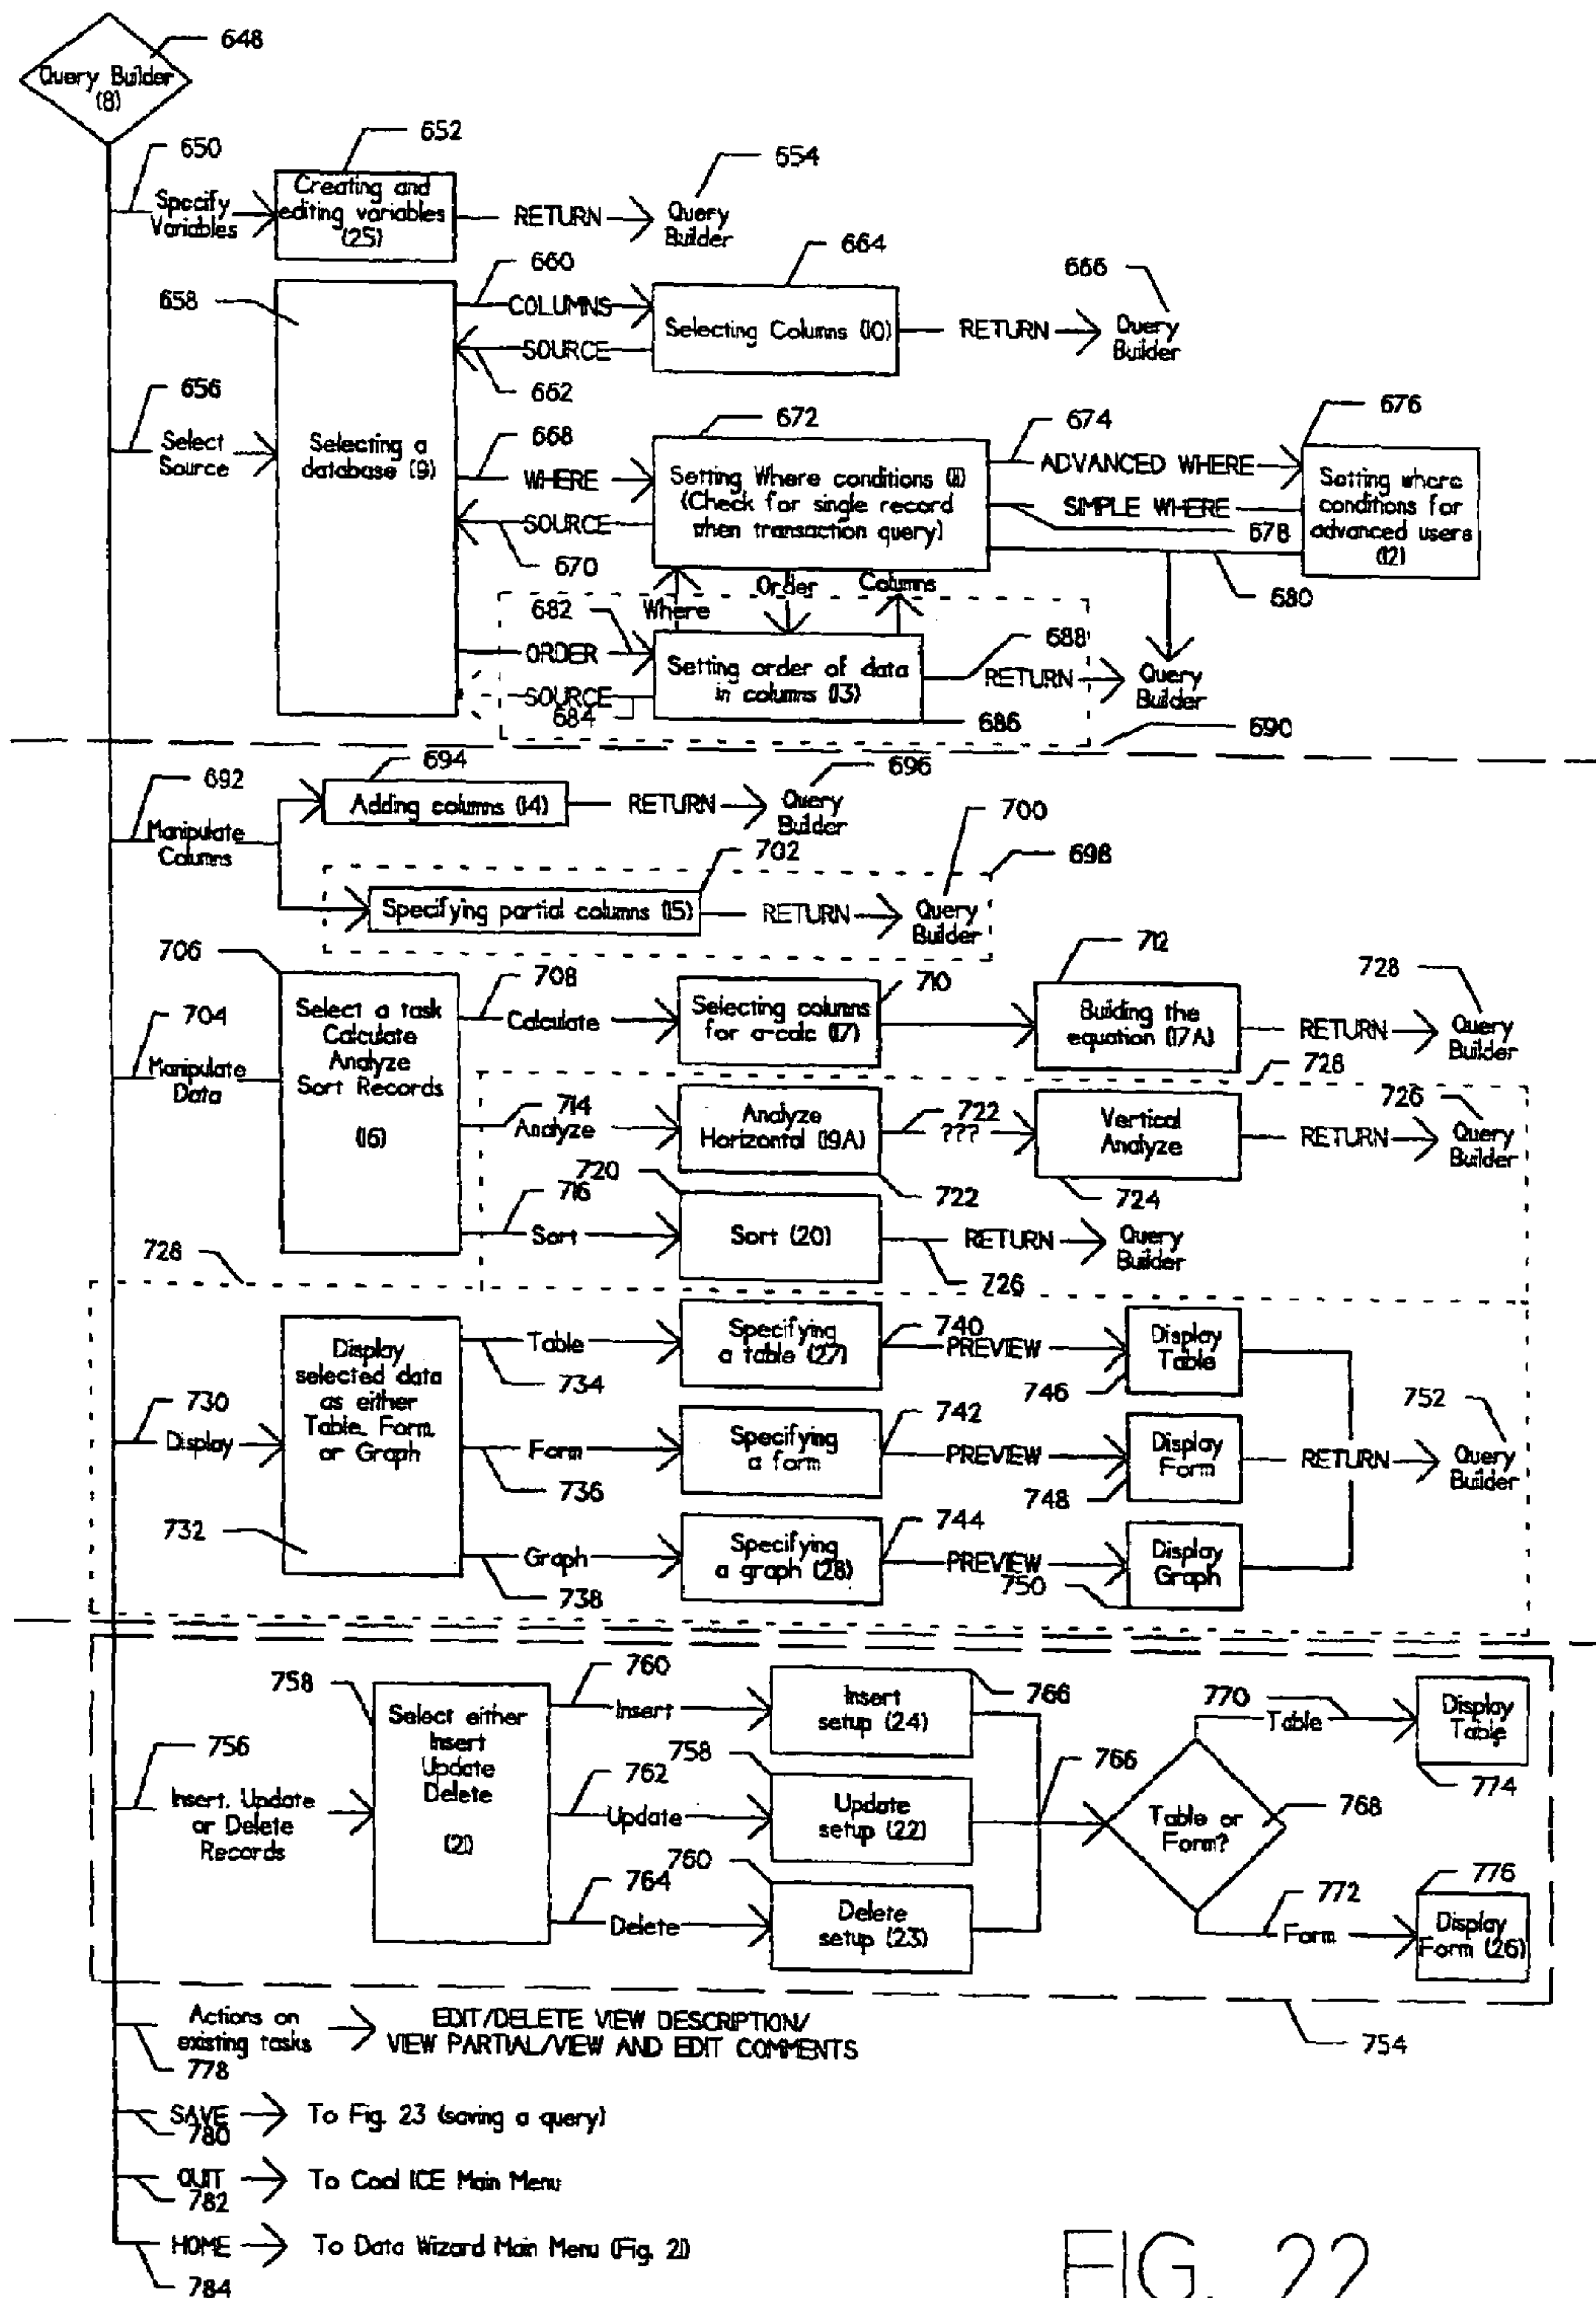 648
Query Builder
(8)
650
652
654
Specify
Variables
Creating and
editing variables
(25)
RETURN
Query
Builder
658
660
664
666
COLUMNS
Selecting Columns (10)
RETURN
Query
Builder
SOURCE
662
656
Select
Source
Selecting a
database (9)
668
672
674
676
WHERE
Setting Where conditions (11)
(Check for single record
when transaction query)
ADVANCED WHERE
Setting where
conditions for
advanced users
(12)
SIMPLE WHERE
678
SOURCE
670
680
Where
Order
Columns
682
688
ORDER
Setting order of data
in columns (13)
RETURN
Query
Builder
SOURCE
684
686
690
692
694
696
Manipulate
Columns
Adding columns (14)
RETURN
Query
Builder
700
702
698
Specifying partial columns (15)
RETURN
Query
Builder
706
708
710
712
728
704
Manipulate
Data
Select a task
Calculate
Analyze
Sort Records
(16)
Calculate
Selecting columns
for a-calc (17)
Building the
equation (17A)
RETURN
Query
Builder
728
714
Analyze
Analyze
Horizontal (19A)
722
???
Vertical
Analyze
RETURN
726
Query
Builder
720
722
724
716
Sort
Sort (20)
RETURN
Query
Builder
726
728
730
Display
Display
selected data
as either
Table, Form,
or Graph
732
Table
734
Specifying
a table (27)
740
PREVIEW
746
Display
Table
Form
736
Specifying
a form
742
PREVIEW
748
Display
Form
RETURN
752
Query
Builder
Graph
738
Specifying
a graph (28)
744
PREVIEW
750
Display
Graph
758
760
766
770
756
Insert, Update
or Delete
Records
Select either
Insert
Update
Delete
(21)
Insert
Insert
setup (24)
Table
Display
Table
774
762
758
766
Update
Update
setup (22)
Table or
Form?
768
764
760
Delete
Delete
setup (23)
772
776
Form
Display
Form (26)
754
Actions on
existing tasks
EDIT/DELETE VIEW DESCRIPTION/
VIEW PARTIAL/VIEW AND EDIT COMMENTS
778
SAVE
To Fig. 23 (saving a query)
780
QUIT
To Cool ICE Main Menu
782
HOME
To Data Wizard Main Menu (Fig. 21)
784
FIG. 22